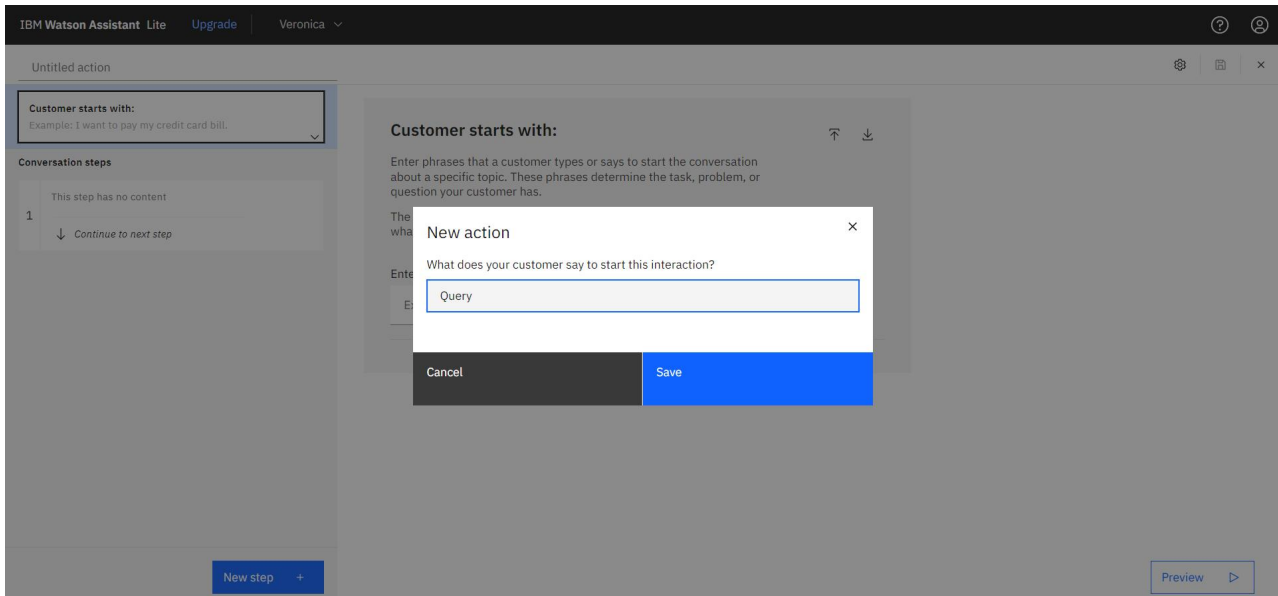 IBM Watson Assistant Lite Upgrade Veronica
Untitled action
Customer starts with:
Example: I want to pay my credit card bill.
Conversation steps
This step has no content
1
Continue to next step
New step +
Customer starts with:
Enter phrases that a customer types or says to start the conversation
about a specific topic. These phrases determine the task, problem, or
question your customer has.
The
wha
Ente
New action
What does your customer say to start this interaction?
Query
Cancel
Save
Preview